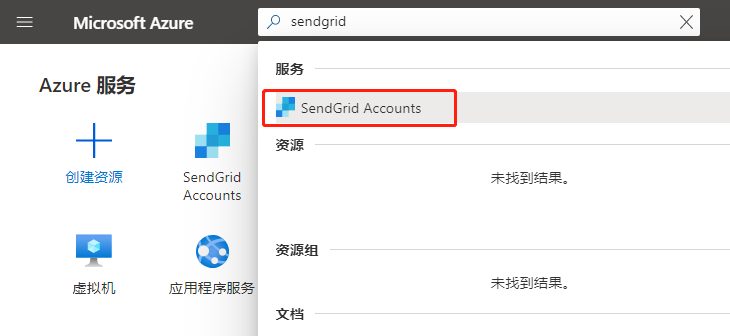 Microsoft Azure
sendgrid
Azure 服务
创建资源
SendGrid
Accounts
虚拟机
应用程序服务
服务
SendGrid Accounts
资源
未找到结果。
资源组
未找到结果。
文档